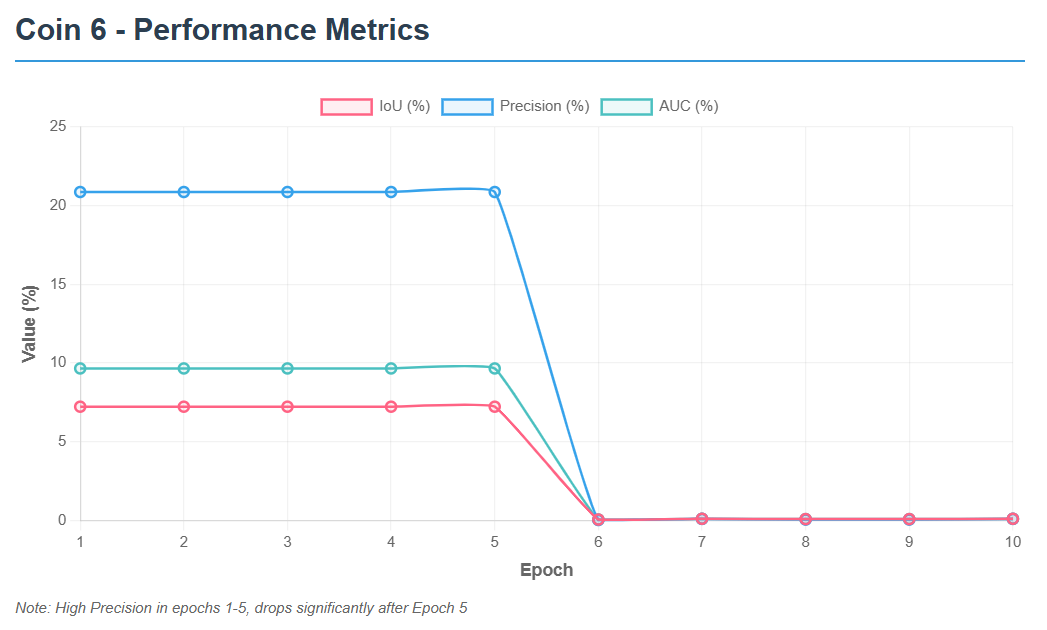 Coin 6 - Performance Metrics
IoU (%) Precision (%) AUC (%)
25
20
15
10
5
0
Value (%)
1 2 3 4 5 6 7 8 9 10
Epoch
Note: High Precision in epochs 1-5, drops significantly after Epoch 5